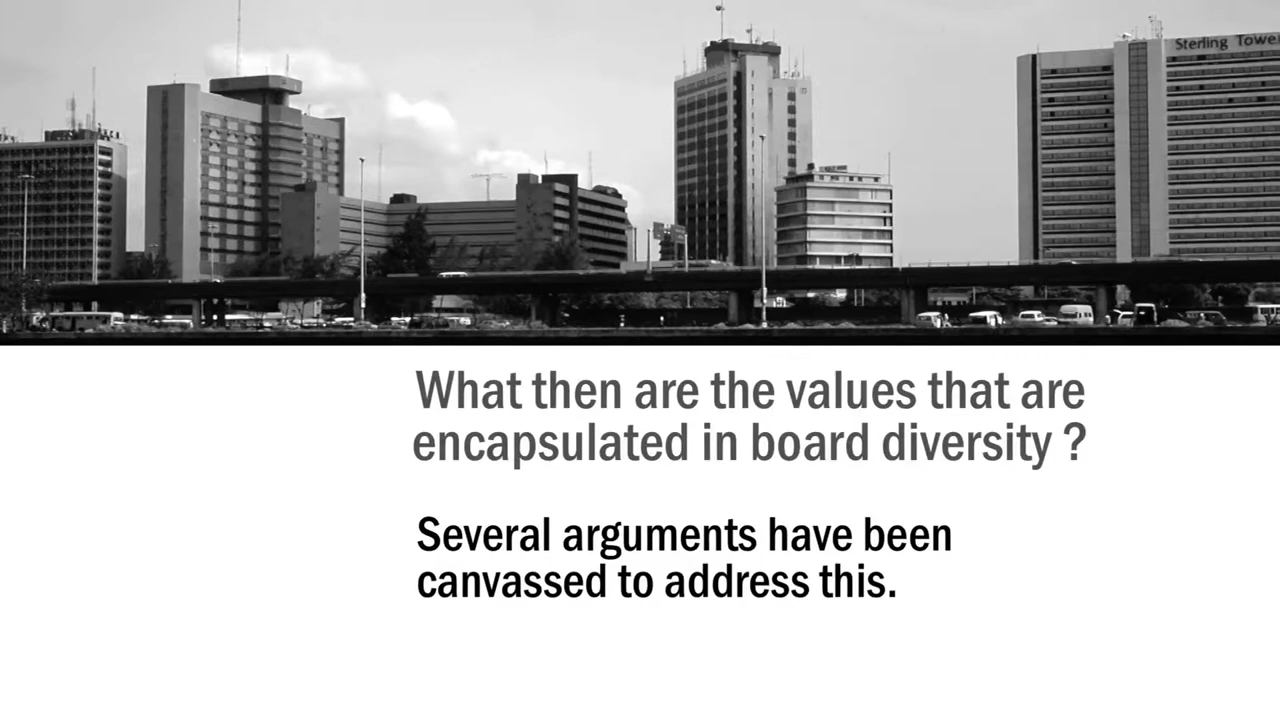 Sterling Tower
What then are the values that are
encapsulated in board diversity ?
Several arguments have been
canvassed to address this.